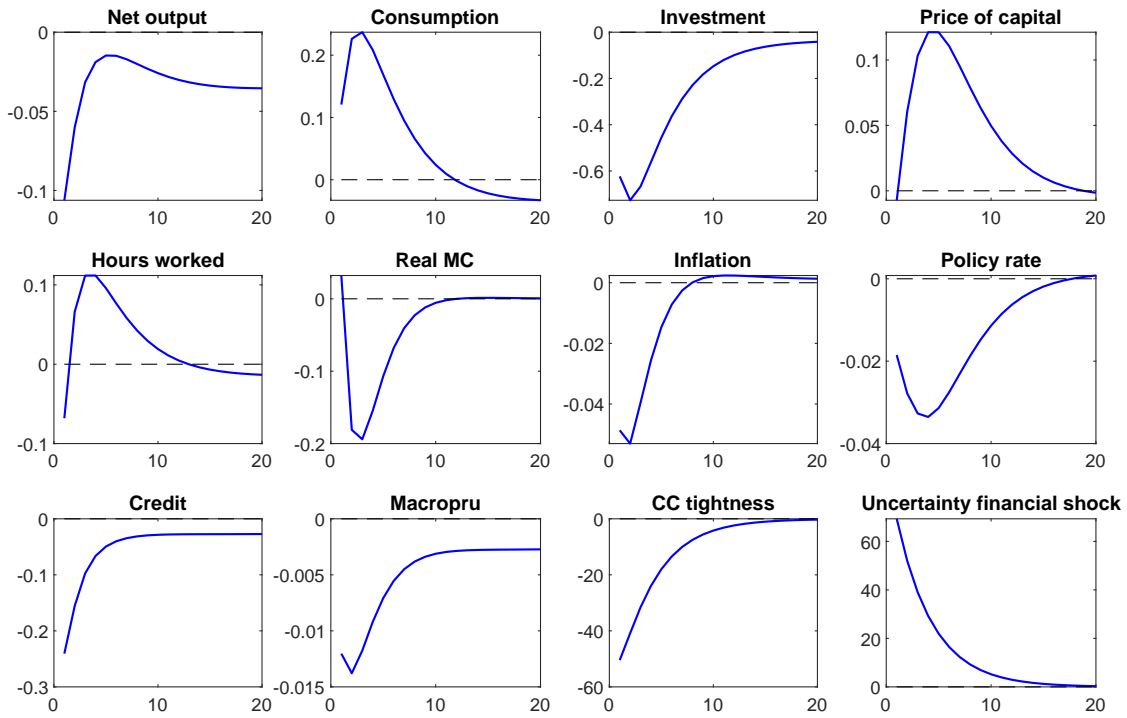 Net output
Consumption
Investment
Price of capital
0
-0.05
-0.1
0 10 20
0.2
0.1
0
0 10 20
0
-0.2
-0.4
-0.6
0 10 20
0.1
0.05
0
0 10 20
Hours worked
Real MC
Inflation
Policy rate
0.1
0
-0.1
0 10 20
0
-0.1
-0.2
0 10 20
0
-0.02
-0.04
0 10 20
0
-0.02
-0.04
0 10 20
Credit
Macropru
CC tightness
Uncertainty financial shock
0
-0.1
-0.2
-0.3
0 10 20
0
-0.005
-0.01
-0.015
0 10 20
0
-20
-40
-60
0 10 20
60
40
20
0
0 10 20